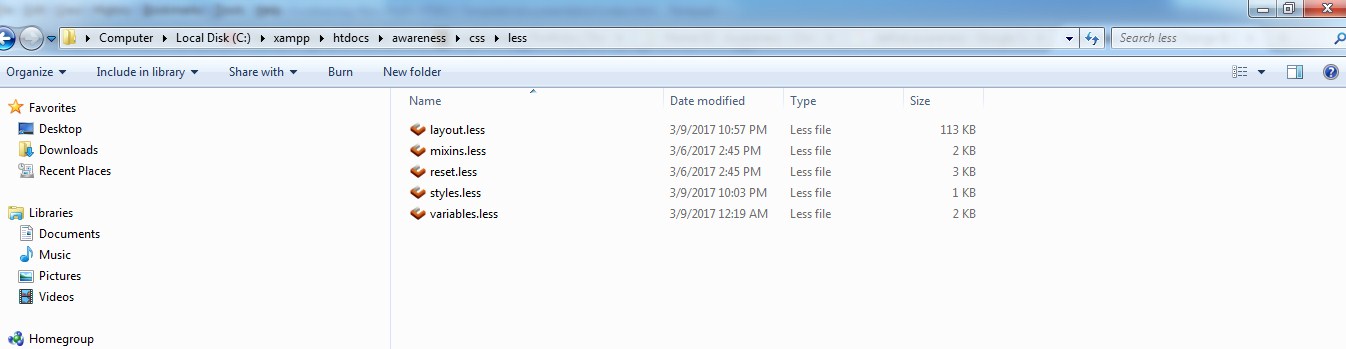 Computer Local Disk (C:) xampp htdocs awareness css less Search less
Organize Include in library Share with Burn New folder
Favorites
Desktop
Downloads
Recent Places
Libraries
Documents
Music
Pictures
Videos
Homegroup
Name Date modified Type Size
layout.less 3/9/2017 10:57 PM Less file 113 KB
mixins.less 3/6/2017 2:45 PM Less file 2 KB
reset.less 3/6/2017 2:45 PM Less file 3 KB
styles.less 3/9/2017 10:03 PM Less file 1 KB
variables.less 3/9/2017 12:19 AM Less file 2 KB